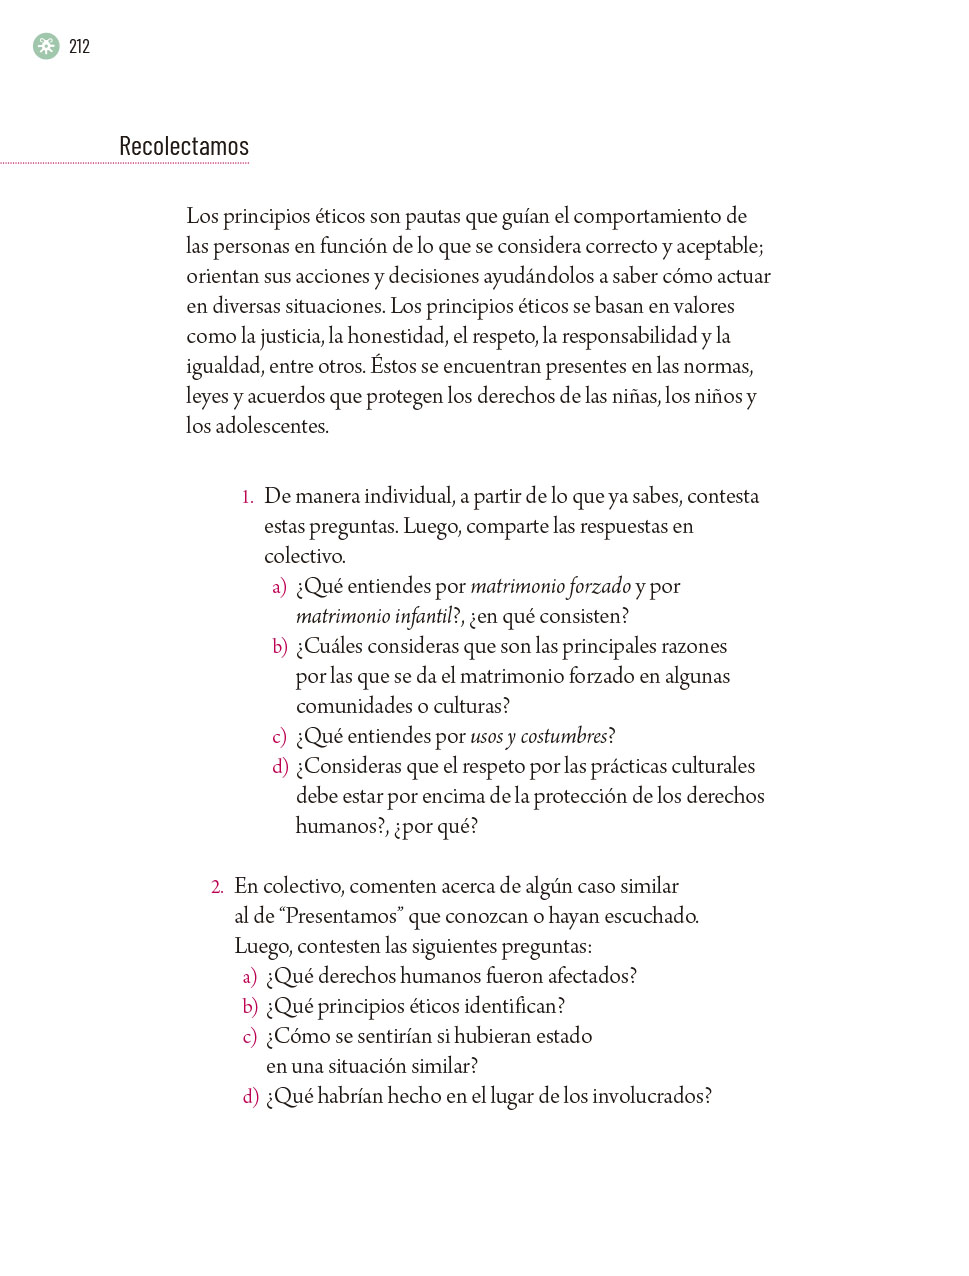 212
Recolectamos
Los principios éticos son pautas que guían el comportamiento de
las personas en función de lo que se considera correcto y aceptable;
orientan sus acciones y decisiones ayudándolos a saber cómo actuar
en diversas situaciones. Los principios éticos se basan en valores
como la justicia, la honestidad, el respeto, la responsabilidad y la
igualdad, entre otros. Éstos se encuentran presentes en las normas,
leyes y acuerdos que protegen los derechos de las niñas, los niños y
los adolescentes.
1. De manera individual, a partir de lo que ya sabes, contesta
estas preguntas. Luego, comparte las respuestas en
colectivo.
a) ¿Qué entiendes por matrimonio forzado y por
matrimonio infantil?, ¿en qué consisten?
b) ¿Cuáles consideras que son las principales razones
por las que se da el matrimonio forzado en algunas
comunidades o culturas?
c) ¿Qué entiendes por usos y costumbres?
d) ¿Consideras que el respeto por las prácticas culturales
debe estar por encima de la protección de los derechos
humanos?, ¿por qué?
2. En colectivo, comenten acerca de algún caso similar
al de “Presentamos” que conozcan o hayan escuchado.
Luego, contesten las siguientes preguntas:
a) ¿Qué derechos humanos fueron afectados?
b) ¿Qué principios éticos identifican?
c) ¿Cómo se sentirían si hubieran estado
en una situación similar?
d) ¿Qué habrían hecho en el lugar de los involucrados?